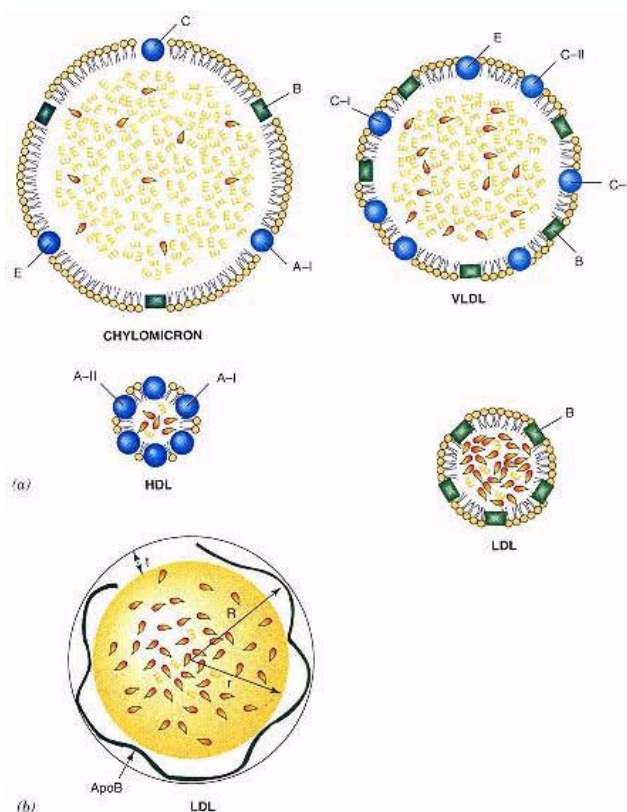 C
B
E
A–I
CHYLOMICRON
E
C–II
C–I
C–I
B
VLDL
A–II
A–I
(a)
HDL
B
LDL
t
R
r
ApoB
(b)
LDL